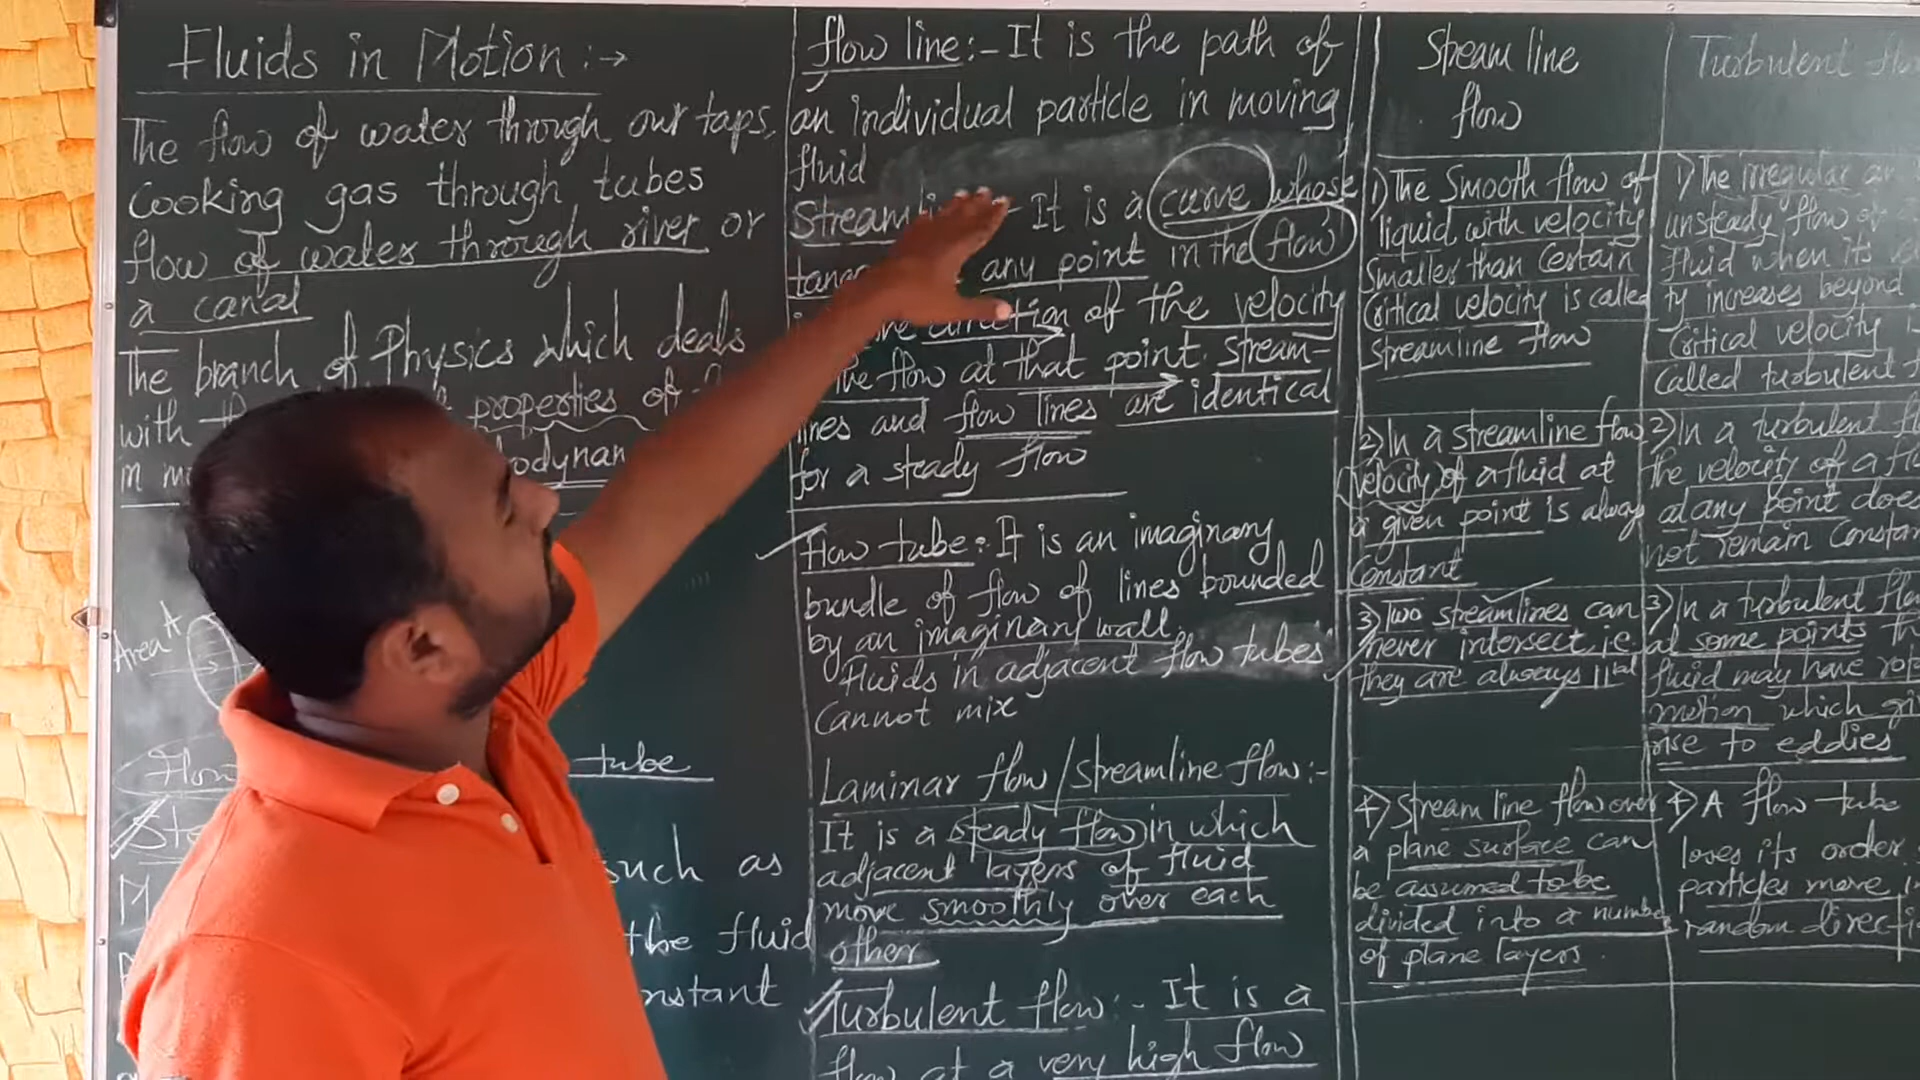 Fluids in Motion :→
The flow of water through our taps,
Cooking gas through tubes
flow of water through river or
a canal
The branch of Physics which deals
with properties of
in
Area A
tube
such as
the fluid
flow line:- It is the path of
an individual particle in moving
fluid
It is a curve whose
any point in the flow
of the velocity
the flow at that point. Stream-
lines and flow lines are identical
for a steady flow
flow tube:- It is an imaginary
bundle of flow of lines bounded
by an imaginary wall.
Fluids in adjacent flow tubes
Cannot mix
Laminar flow/streamline flow:-
It is a steady flow in which
adjacent layers of fluid
move smoothly over each
other
Turbulent flow:- It is a
flow at a very high flow
Stream line
flow
1) The Smooth flow of
liquid, with velocity
Smaller than Certain
Critical velocity is called
Streamline flow
2) In a streamline flow
velocity of a fluid at
a given point is always
Constant
3) Two streamlines can
never intersect, i.e.
they are always ||al
4) Stream line flow over
a plane surface can
be assumed to be
divided into a number
of plane layers.
Turbulent
1) The irregular
unsteady flow of
fluid when its
ty increases beyond
Critical velocity
Called turbulent
2) In a turbulent
the velocity of a
at any point does
not remain
3) In a turbulent
at some points
fluid may have
motion which
rise to eddies
4) A flow tube
loses its order
particles move
random